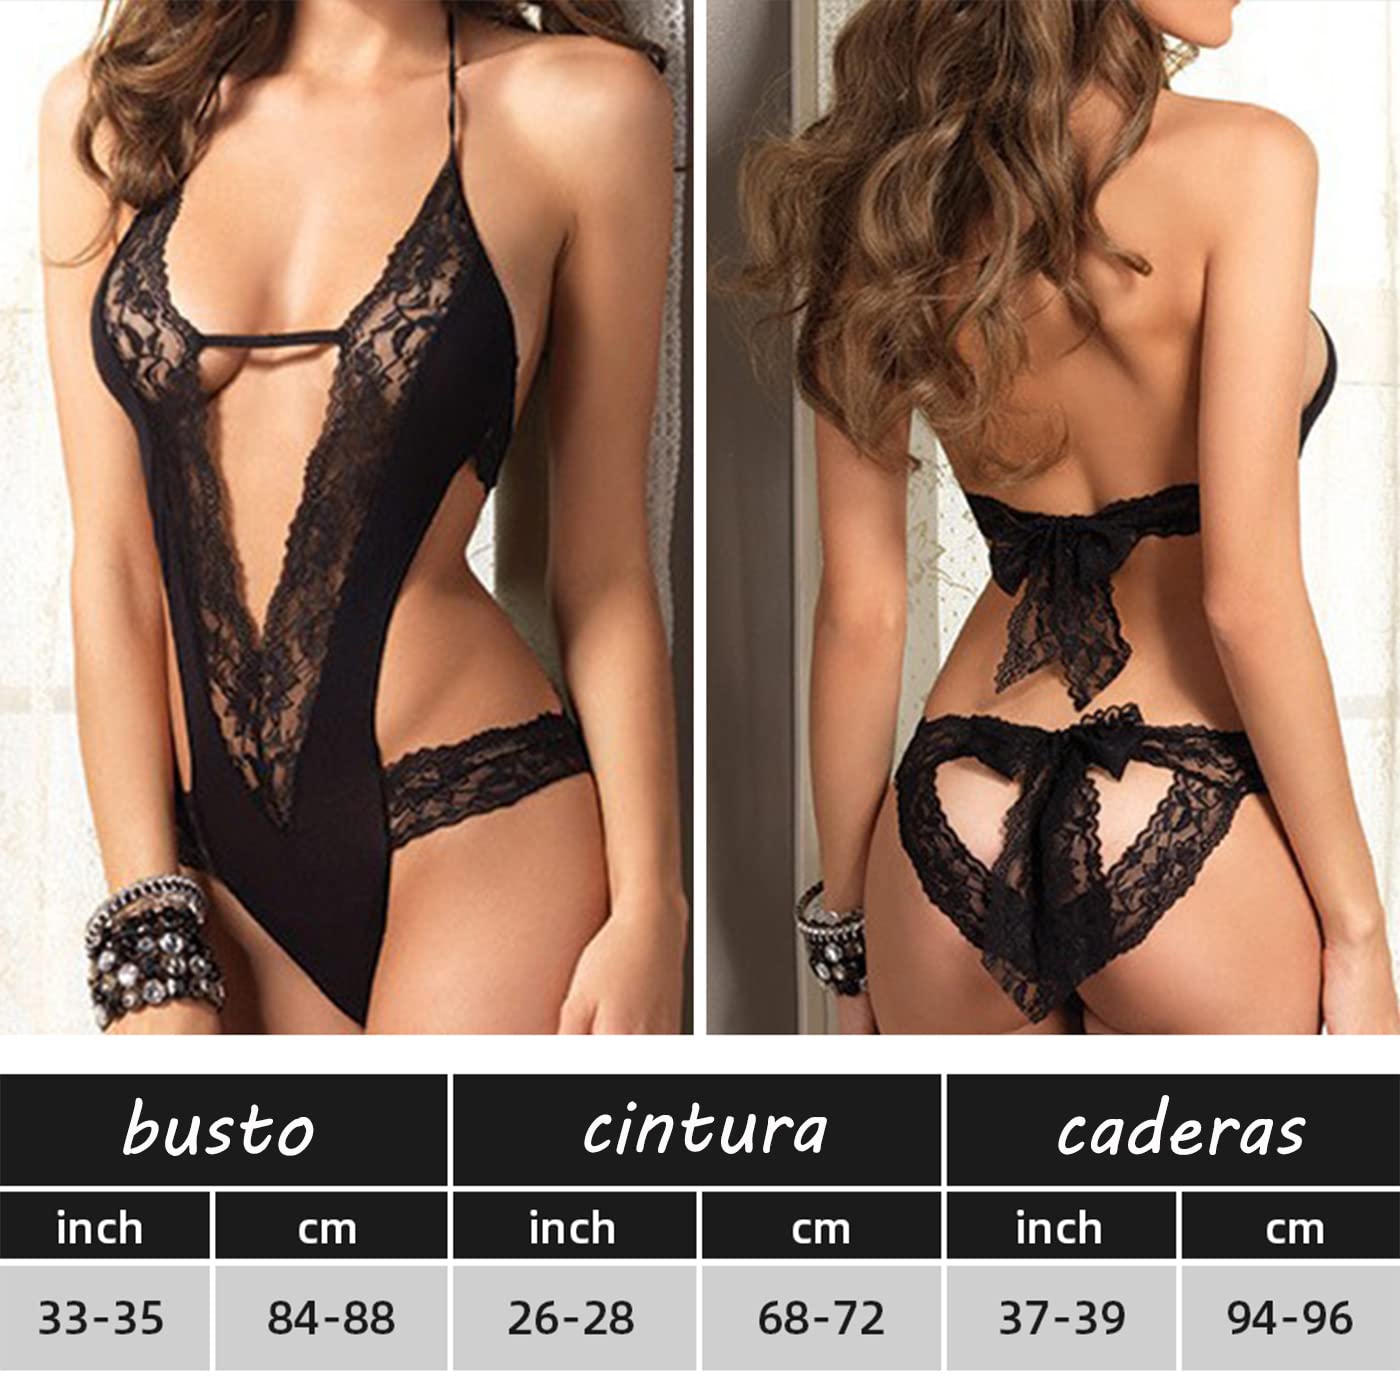 busto cintura caderas
inch cm inch cm inch cm
33-35 84-88 26-28 68-72 37-39 94-96